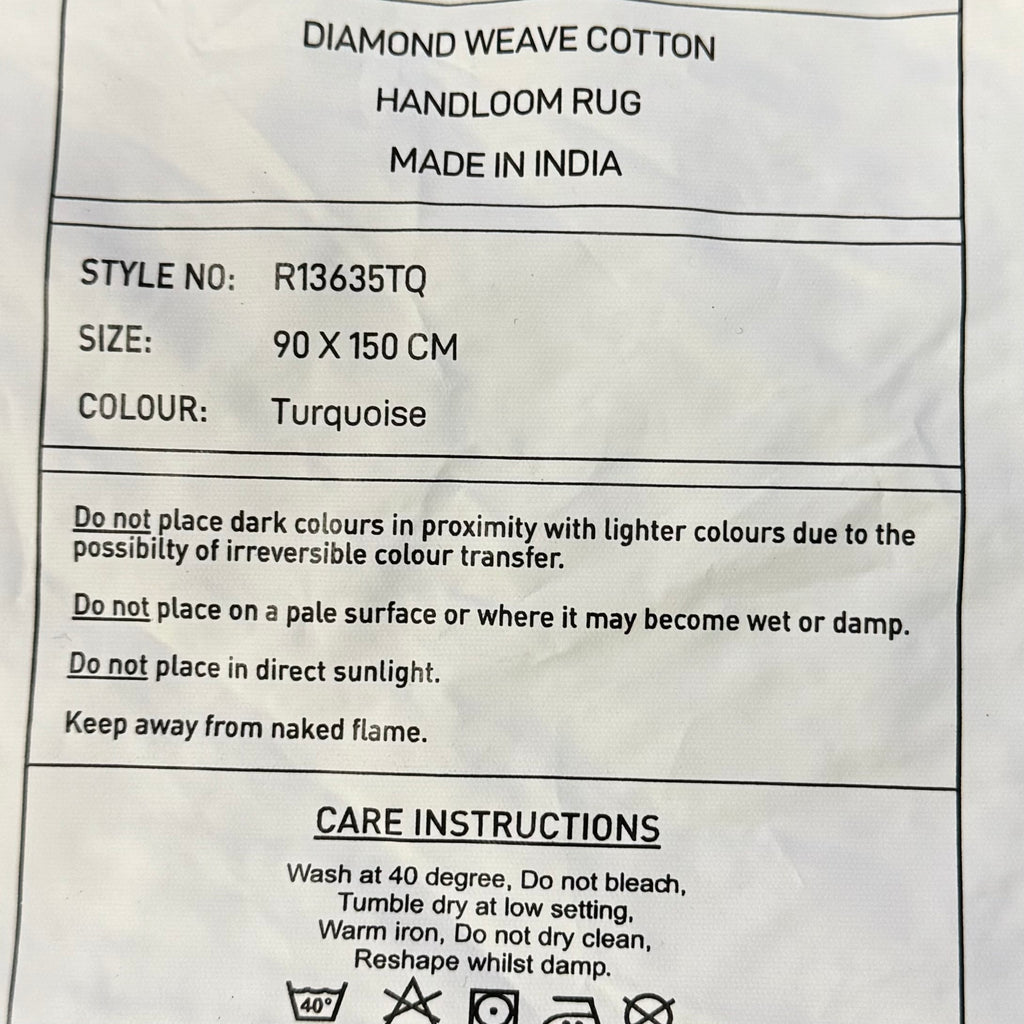 DIAMOND WEAVE COTTON
HANDLOOM RUG
MADE IN INDIA
STYLE NO: R13635TQ
SIZE: 90 X 150 CM
COLOUR: Turquoise
Do not place dark colours in proximity with lighter colours due to the
possibilty of irreversible colour transfer.
Do not place on a pale surface or where it may become wet or damp.
Do not place in direct sunlight.
Keep away from naked flame.
CARE INSTRUCTIONS
Wash at 40 degree, Do not bleach,
Tumble dry at low setting,
Warm iron, Do not dry clean,
Reshape whilst damp.
40°